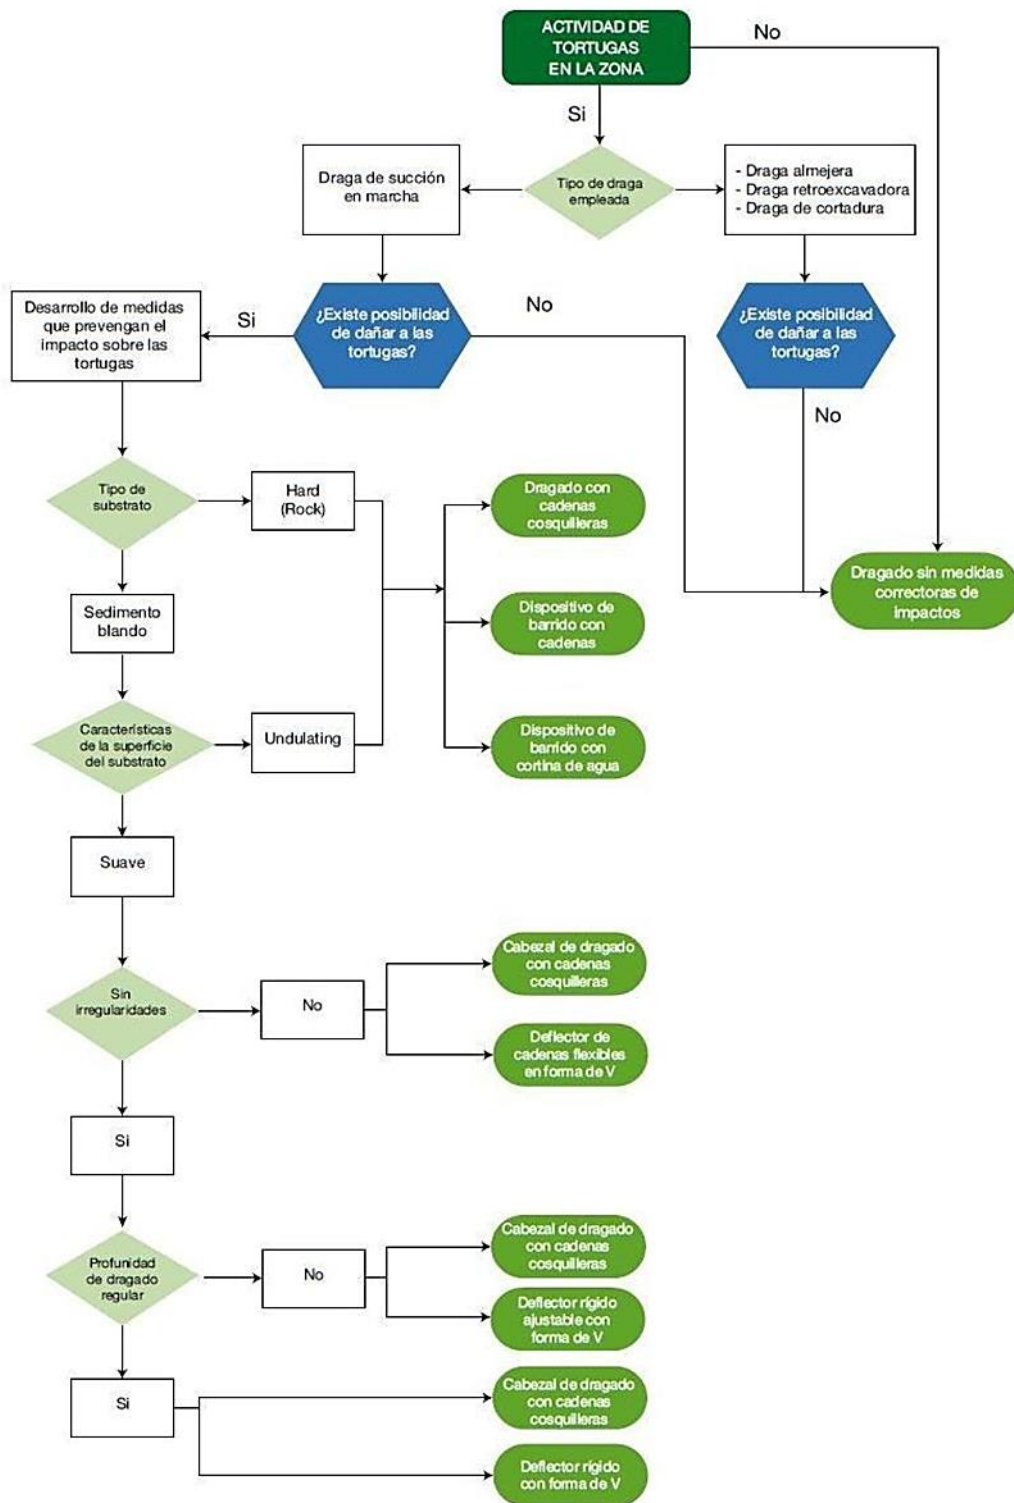 ACTIVIDAD DE
TORTUGAS
EN LA ZONA
No
Si
Draga de succión
en marcha
Tipo de draga
empleada
- Draga almejera
- Draga retroexcavadora
- Draga de cortadura
Desarrollo de medidas
que prevengan el
impacto sobre las
tortugas
Si
¿Existe posibilidad
de dañar a las
tortugas?
No
¿Existe posibilidad
de dañar a las
tortugas?
No
Tipo de
substrato
Hard
(Rock)
Dragado con
cadenas
cosquilleras
Dragado sin medidas
correctoras de
impactos
Sedimento
blando
Dispositivo de
barrido con
cadenas
Características
de la superficie
del substrato
Undulating
Dispositivo de
barrido con
cortina de agua
Suave
Cabezal de dragado
con cadenas
cosquilleras
Sin
irregularidades
No
Deflector de
cadenas flexibles
en forma de V
Si
Cabezal de dragado
con cadenas
cosquilleras
Profunidad
de dragado
regular
No
Deflector rígido
ajustable con
forma de V
Si
Cabezal de dragado
con cadenas
cosquilleras
Deflector rígido
con forma de V